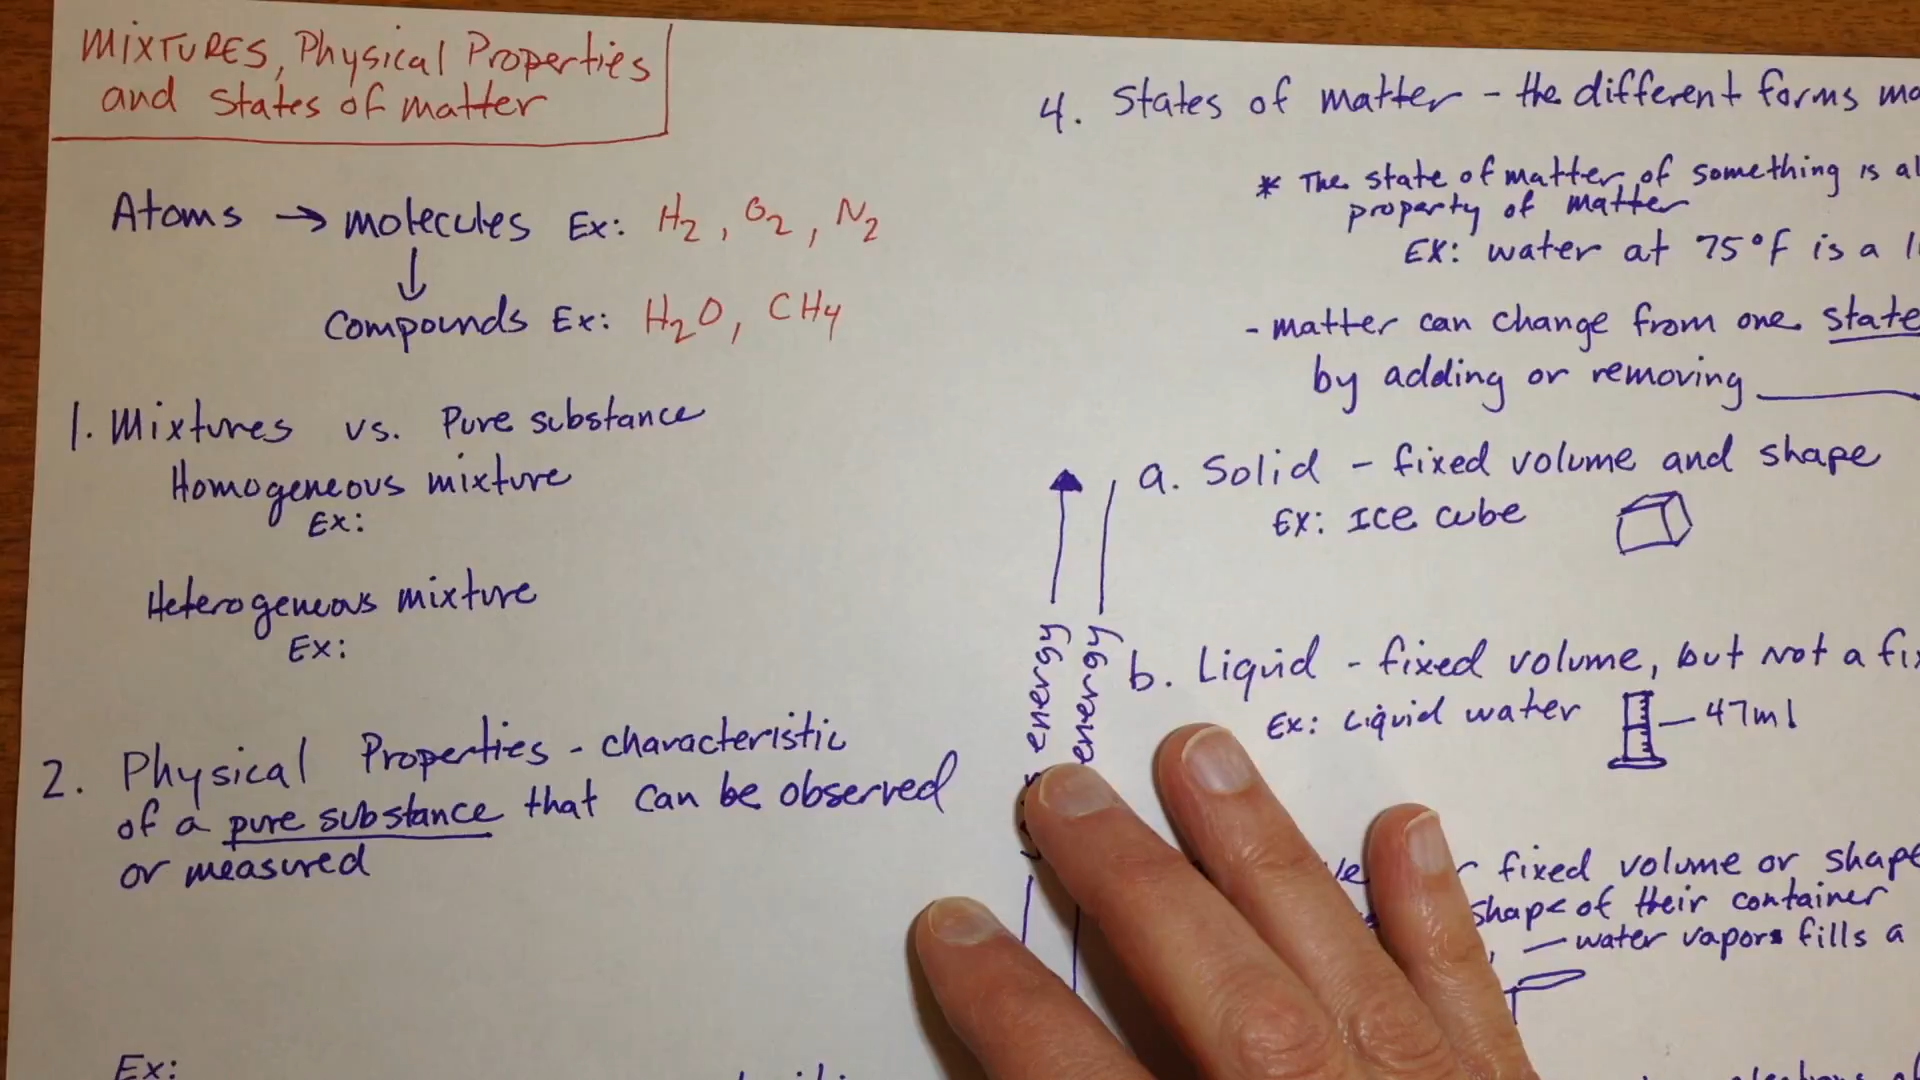 MIXTURES, Physical Properties
and States of matter
Atoms → molecules Ex: H2, O2, N2
↓
Compounds Ex: H2O, CH4
1. Mixtures vs. Pure substance
Homogeneous mixture
Ex:
Heterogeneous mixture
Ex:
2. Physical Properties - characteristic
of a pure substance that can be observed
or measured
Ex:
4. States of matter - the different forms
* The state of matter of something is
property of matter
EX: water at 75°F is a
- matter can change from one state
by adding or removing ____
a. Solid - fixed volume and shape
EX: Ice cube
energy
energy
b. Liquid - fixed volume, but not a
Ex: Liquid water
47ml
fixed volume or shape
shape of their container
— water vapors fills a